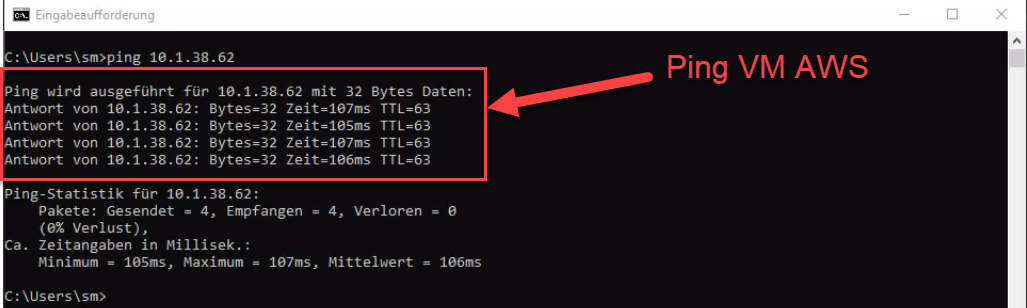 Eingabeaufforderung
C:\Users\sm>ping 10.1.38.62
Ping VM AWS
Ping wird ausgeführt für 10.1.38.62 mit 32 Bytes Daten:
Antwort von 10.1.38.62: Bytes=32 Zeit=107ms TTL=63
Antwort von 10.1.38.62: Bytes=32 Zeit=105ms TTL=63
Antwort von 10.1.38.62: Bytes=32 Zeit=107ms TTL=63
Antwort von 10.1.38.62: Bytes=32 Zeit=106ms TTL=63
Ping-Statistik für 10.1.38.62:
Pakete: Gesendet = 4, Empfangen = 4, Verloren = 0
(0% Verlust),
Ca. Zeitangaben in Millisek.:
Minimum = 105ms, Maximum = 107ms, Mittelwert = 106ms
C:\Users\sm>